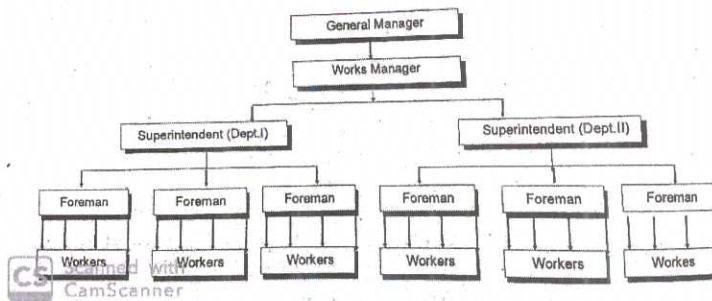 General Manager
Works Manager
Superintendent (Dept.I)
Superintendent (Dept.II)
Foreman
Foreman
Foreman
Foreman
Foreman
Foreman
Workers
Workers
Workers
Workers
Workers
Workes
CS
Scanned with
CamScanner